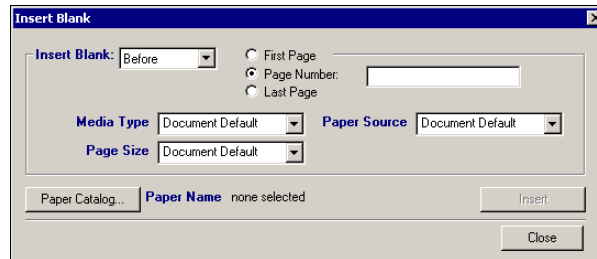 Insert Blank
Insert Blank: Before
First Page
Page Number:
Last Page
Media Type Document Default Paper Source Document Default
Page Size Document Default
Paper Catalog... Paper Name none selected Insert
Close